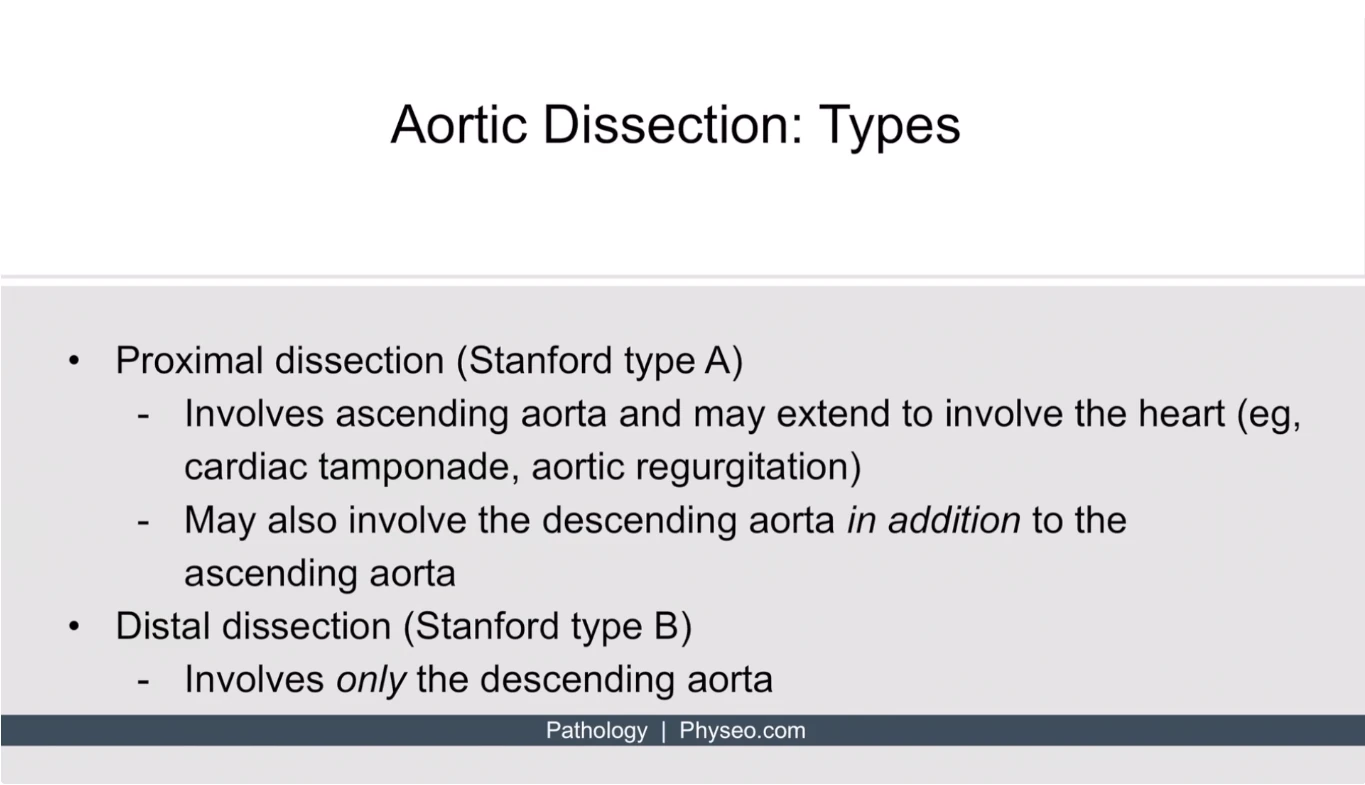 Aortic Dissection: Types
• Proximal dissection (Stanford type A)
- Involves ascending aorta and may extend to involve the heart (eg,
cardiac tamponade, aortic regurgitation)
- May also involve the descending aorta in addition to the
ascending aorta
• Distal dissection (Stanford type B)
- Involves only the descending aorta
Pathology | Physeo.com